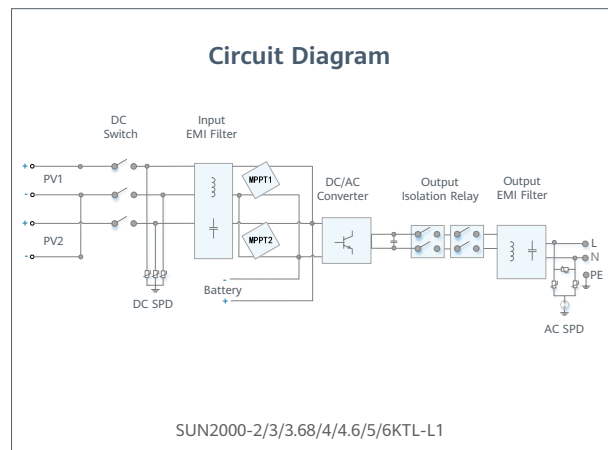 Circuit Diagram
DC
Switch
Input
EMI Filter
+
PV1
-
+
PV2
-
MPPT1
MPPT2
DC/AC
Converter
Output
Isolation Relay
Output
EMI Filter
L
N
PE
-
Battery
+
DC SPD
AC SPD
SUN2000-2/3/3.68/4/4.6/5/6KTL-L1